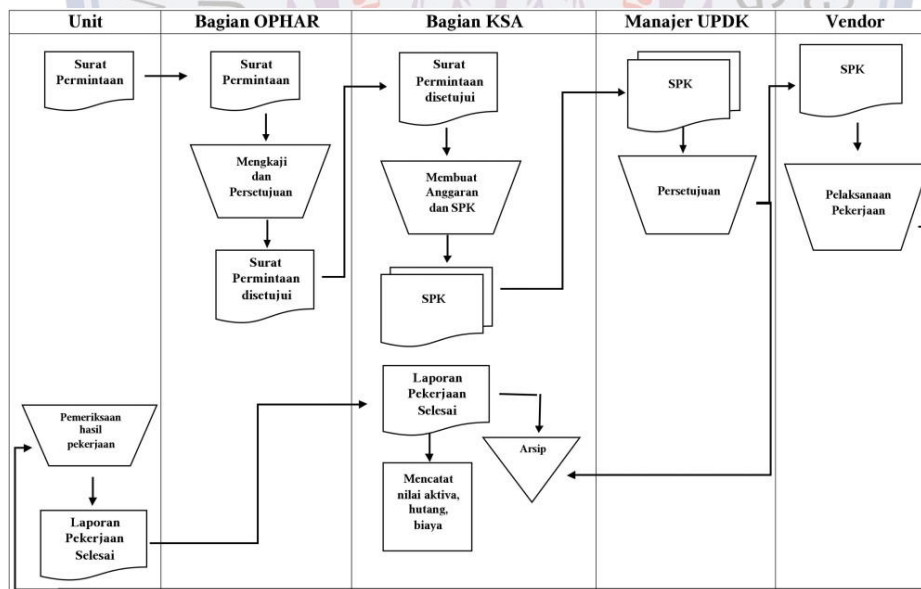 Unit
Bagian OPHAR
Bagian KSA
Manajer UPDK
Vendor
Surat
Permintaan
Surat
Permintaan
Mengkaji
dan
Persetujuan
Surat
Permintaan
disetujui
Surat
Permintaan
disetujui
Membuat
Anggaran
dan SPK
SPK
SPK
Persetujuan
SPK
Pelaksanaan
Pekerjaan
Pemeriksaan
hasil
pekerjaan
Laporan
Pekerjaan
Selesai
Laporan
Pekerjaan
Selesai
Arsip
Mencatat
nilai aktiva,
hutang,
biaya